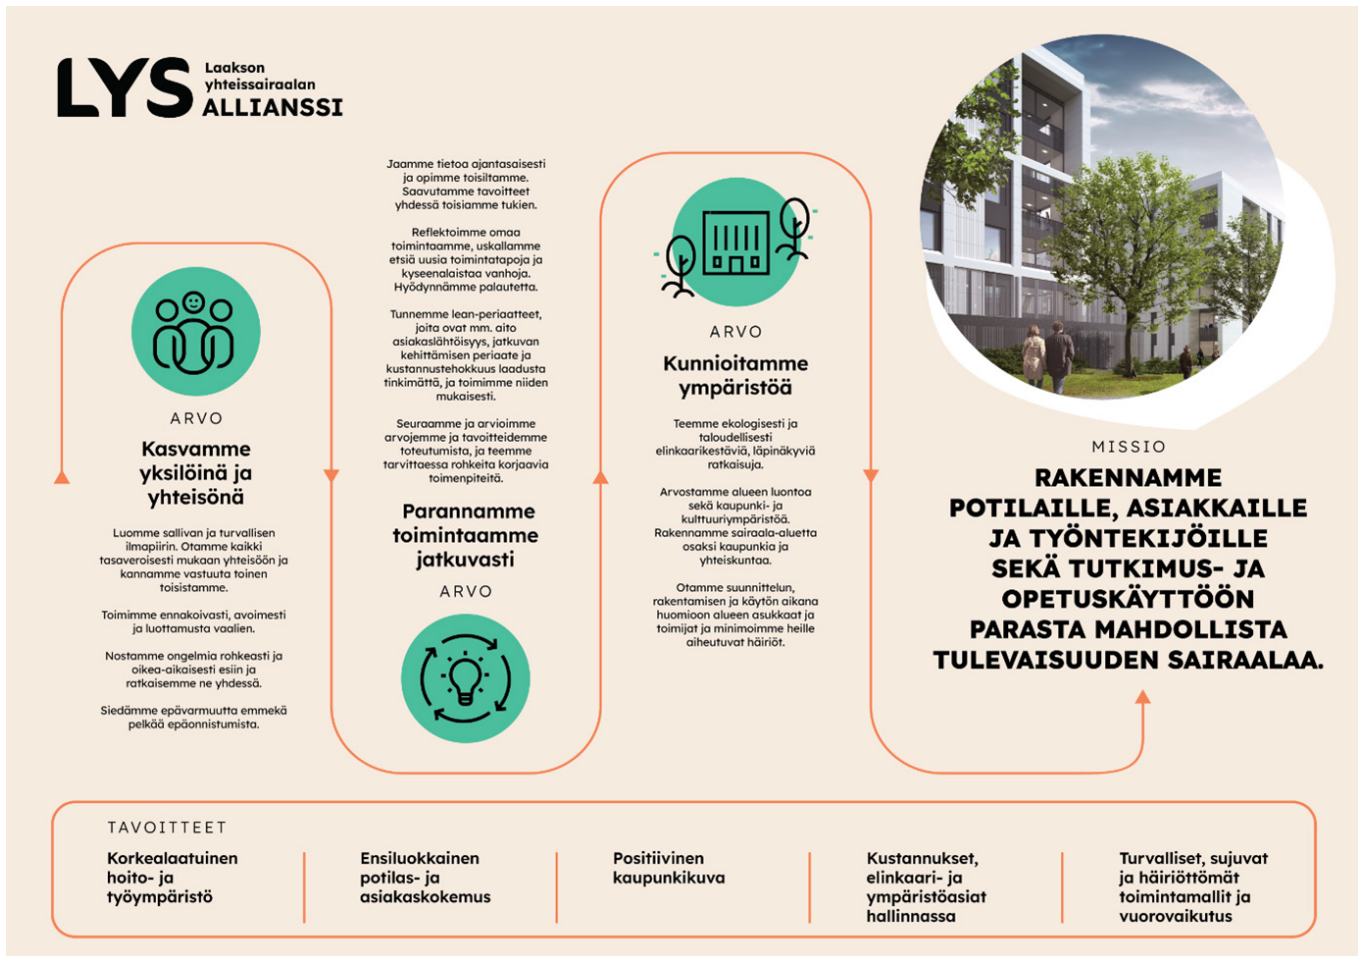 LYS
Laakson
yhteissairaalan
ALLIANSSI
ARVO
Kasvamme
yksilöinä ja
yhteisönä
Luomme sallivan ja turvallisen
ilmapiirin. Otamme kaikki
tasaveroisesti mukaan yhteisöön ja
kannamme vastuuta toinen
toisistamme.
Toimimme ennakoivasti, avoimesti
ja luottamusta vaalien.
Nostamme ongelmia rohkeasti ja
oikea-aikaisesti esiin ja
ratkaisemme ne yhdessä.
Siedämme epävarmuutta emmekä
pelkää epäonnistumista.
Jaamme tietoa ajantasaisesti
ja opimme toisiltamme.
Saavutamme tavoitteet
yhdessä toisiamme tukien.
Reflektoimme omaa
toimintaamme, uskallamme
etsiä uusia toimintatapoja ja
kyseenalaistaa vanhoja.
Hyödynnämme palautetta.
Tunnemme lean-periaatteet,
joita ovat mm. aito
asiakaslähtöisyys, jatkuvan
kehittämisen periaate ja
kustannustehokkuus laadusta
tinkimättä, ja toimimme niiden
mukaisesti.
Seuraamme ja arvioimme
arvojemme ja tavoitteidemme
toteutumista, ja teemme
tarvittaessa rohkeita korjaavia
toimenpiteitä.
Parannamme
toimintaamme
jatkuvasti
ARVO
ARVO
Kunnioitamme
ympäristöä
Teemme ekologisesti ja
taloudellisesti
elinkaarikestäviä, läpinäkyviä
ratkaisuja.
Arvostamme alueen luontoa
sekä kaupunki- ja
kulttuuriympäristöä.
Rakennamme sairaala-aluetta
osaksi kaupunkia ja
yhteiskuntaa.
Otamme suunnittelun,
rakentamisen ja käytön aikana
huomioon alueen asukkaat ja
toimijat ja minimoimme heille
aiheutuvat häiriöt.
MISSIO
RAKENNAMME
POTILAILLE, ASIAKKAILLE
JA TYÖNTEKIJÖILLE
SEKÄ TUTKIMUS- JA
OPETUSKÄYTTÖÖN
PARASTA MAHDOLLISTA
TULEVAISUUDEN SAIRAALAA.
TAVOITTEET
Korkealaatuinen
hoito- ja
työympäristö
Ensiluokkainen
potilas- ja
asiakaskokemus
Positiivinen
kaupunkikuva
Kustannukset,
elinkaari- ja
ympäristöasiat
hallinnassa
Turvalliset, sujuvat
ja häiriöttömät
toimintamallit ja
vuorovaikutus